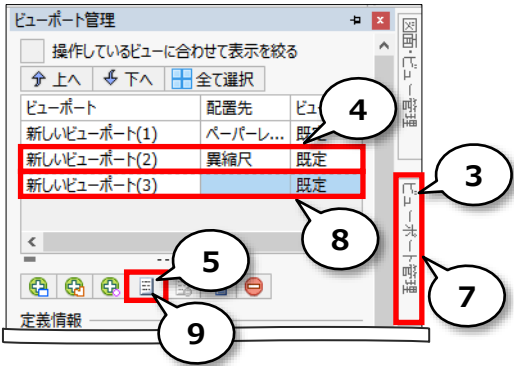 ビューポート管理
操作しているビューに合わせて表示を絞る
上へ 下へ 全て選択
ビューポート 配置先
新しいビューポート(1) ペーパーレ... 既定
新しいビューポート(2) 異縮尺 既定
新しいビューポート(3) 既定
定義情報
図面・ビュー管理
ビューポート管理
4
3
8
5
7
9